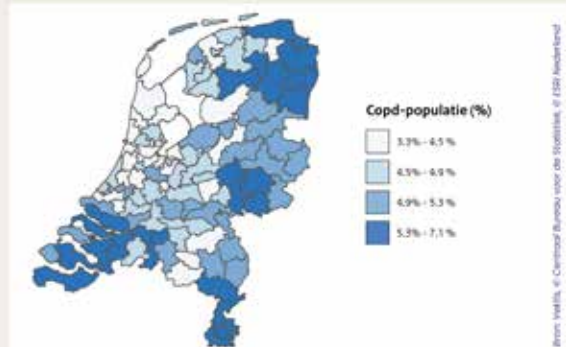 Copd-populatie (%)
3.3% - 4.5 %
4.5% - 4.9 %
4.9% - 5.3 %
5.3% - 7.1 %
Bron: Vektis, © Centraal Bureau voor de Statistiek, © ESRI Nederland